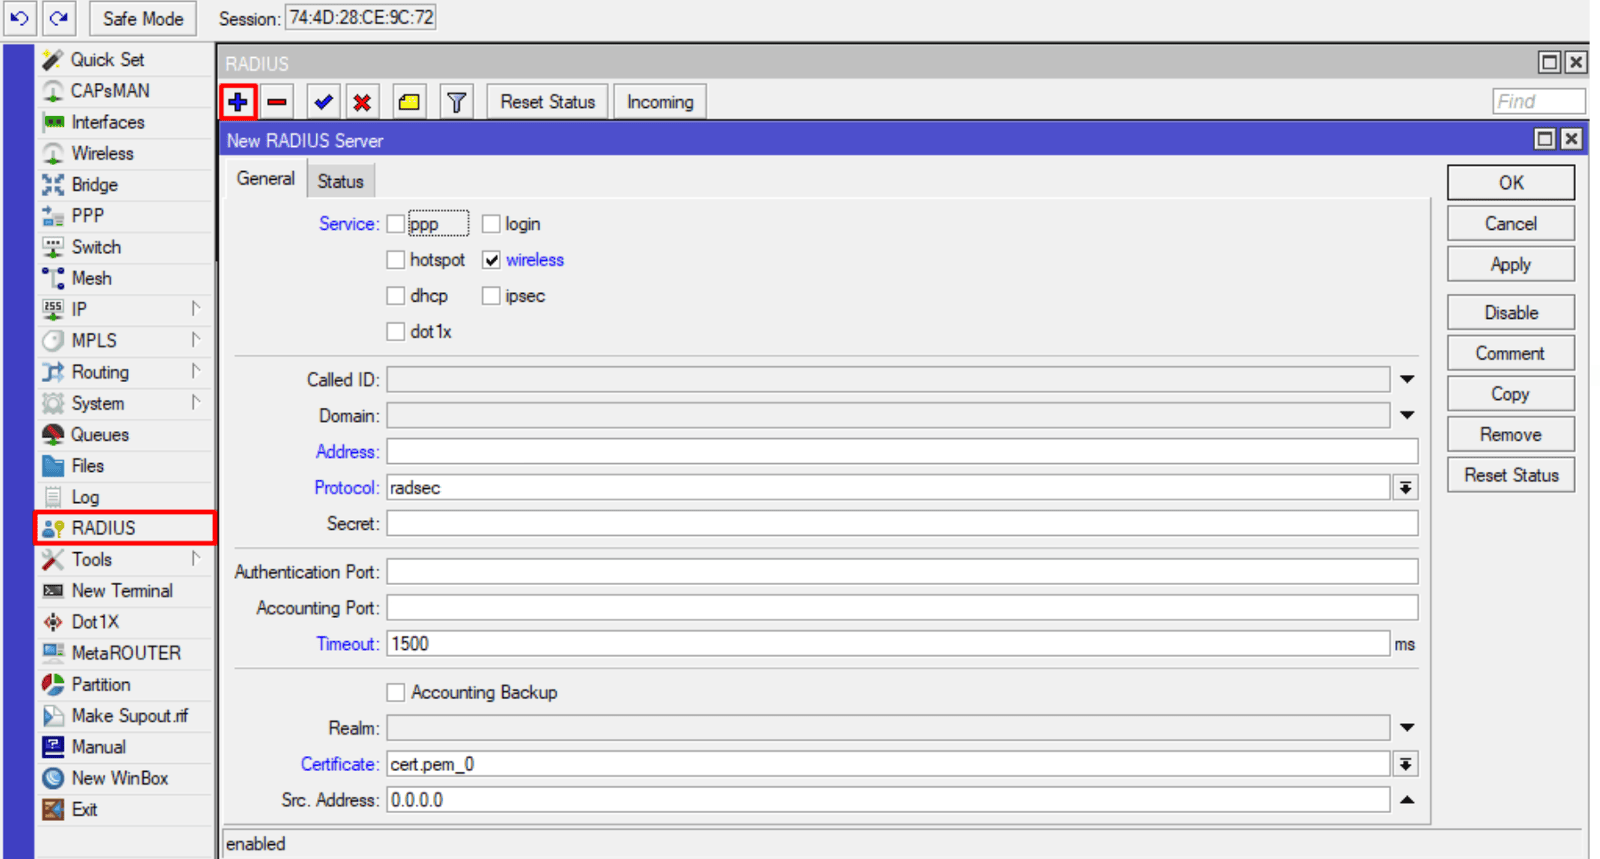 Safe Mode Session: 74:4D:28:CE:9C:72
Quick Set
CAPsMAN
Interfaces
Wireless
Bridge
PPP
Switch
Mesh
255 IP
MPLS
Routing
System
Queues
Files
Log
RADIUS
Tools
New Terminal
Dot1X
MetaROUTER
Partition
Make Supout.rif
Manual
New WinBox
Exit
RADIUS
Reset Status Incoming Find
New RADIUS Server
General Status
Service: ppp login
hotspot wireless
dhcp ipsec
dot1x
Called ID:
Domain:
Address:
Protocol: radsec
Secret:
Authentication Port:
Accounting Port:
Timeout: 1500 ms
Accounting Backup
Realm:
Certificate: cert.pem_0
Src. Address: 0.0.0.0
OK
Cancel
Apply
Disable
Comment
Copy
Remove
Reset Status
enabled